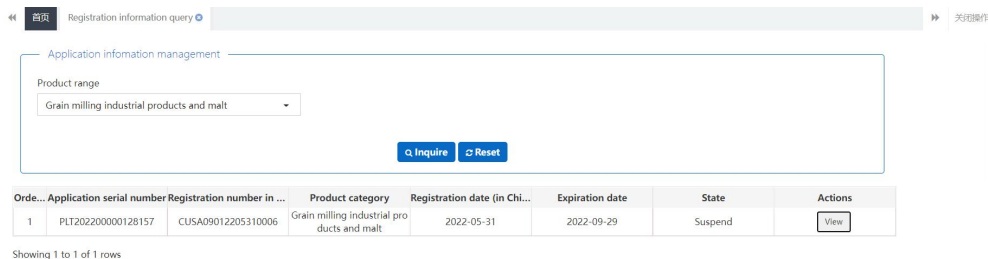 首页 Registration information query 关闭操作
Application infomation management
Product range
Grain milling industrial products and malt
Inquire Reset
Orde... Application serial number Registration number in ... Product category Registration date (in Chi... Expiration date State Actions
1 PLT202200000128157 CUSA09012205310006 Grain milling industrial pro 2022-05-31 2022-09-29 Suspend View
ducts and malt
Showing 1 to 1 of 1 rows